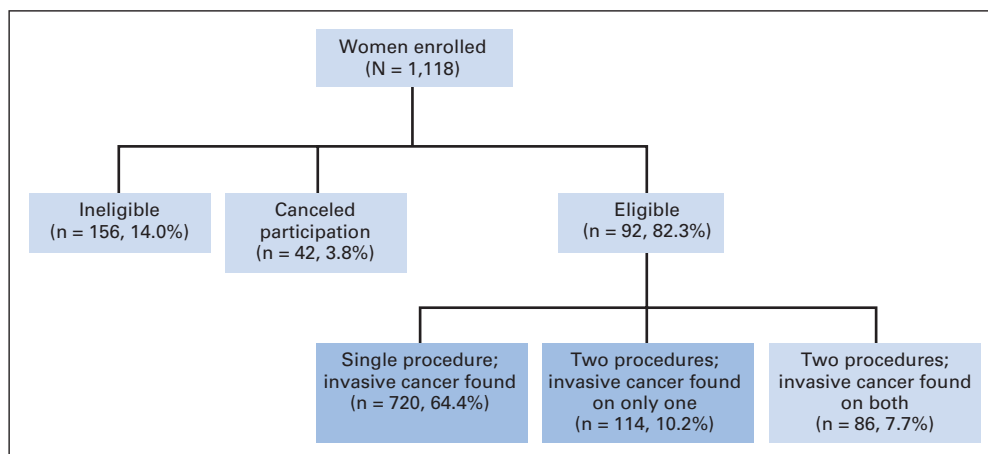 Women enrolled
(N = 1,118)
Ineligible
(n = 156, 14.0%)
Canceled
participation
(n = 42, 3.8%)
Eligible
(n = 92, 82.3%)
Single procedure;
invasive cancer found
(n = 720, 64.4%)
Two procedures;
invasive cancer found
on only one
(n = 114, 10.2%)
Two procedures;
invasive cancer found
on both
(n = 86, 7.7%)